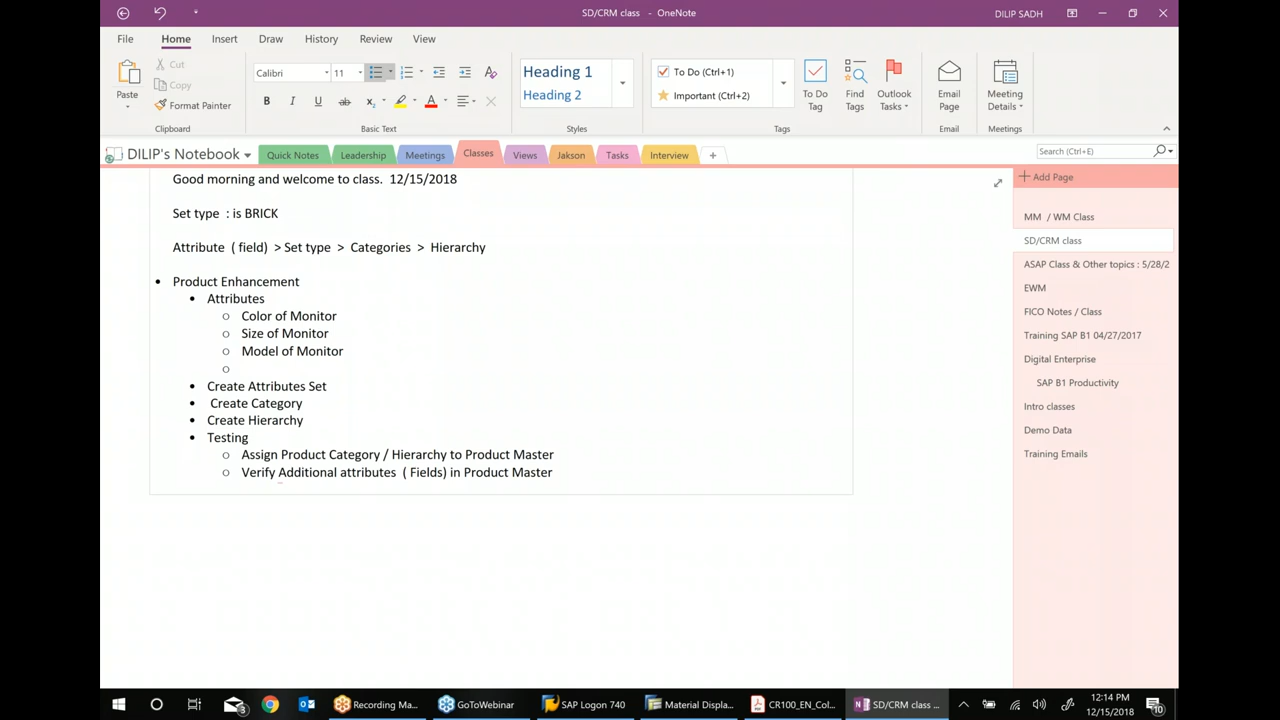 SD/CRM class - OneNote
DILIP SADH
File Home Insert Draw History Review View
Paste
Cut
Copy
Format Painter
Clipboard
Calibri 11
B I U ab x₂ A
Basic Text
Heading 1
Heading 2
Styles
To Do (Ctrl+1)
Important (Ctrl+2)
To Do Tag
Find Tags
Outlook Tasks
Tags
Email Page
Email
Meeting Details
Meetings
DILIP's Notebook
Quick Notes Leadership Meetings Classes Views Jakson Tasks Interview +
Search (Ctrl+E)
Good morning and welcome to class. 12/15/2018
Set type : is BRICK
Attribute ( field) > Set type > Categories > Hierarchy
• Product Enhancement
• Attributes
○ Color of Monitor
○ Size of Monitor
○ Model of Monitor
○
• Create Attributes Set
• Create Category
• Create Hierarchy
• Testing
○ Assign Product Category / Hierarchy to Product Master
○ Verify Additional attributes ( Fields) in Product Master
Add Page
MM / WM Class
SD/CRM class
ASAP Class & Other topics : 5/28/2
EWM
FICO Notes / Class
Training SAP B1 04/27/2017
Digital Enterprise
SAP B1 Productivity
Intro classes
Demo Data
Training Emails
Recording Ma...
GoToWebinar
SAP Logon 740
Material Displa...
CR100_EN_Col...
SD/CRM class ...
12:14 PM
12/15/2018